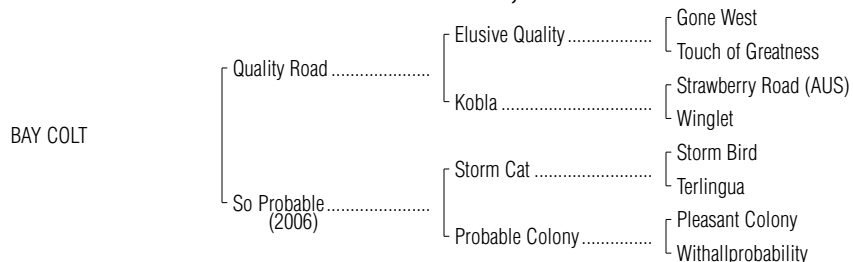 Gone West
Elusive Quality
Touch of Greatness
Quality Road
Strawberry Road (AUS)
Kobla
Winglet
BAY COLT
Storm Bird
Storm Cat
Terlingua
So Probable
(2006)
Pleasant Colony
Probable Colony
Withallprobability